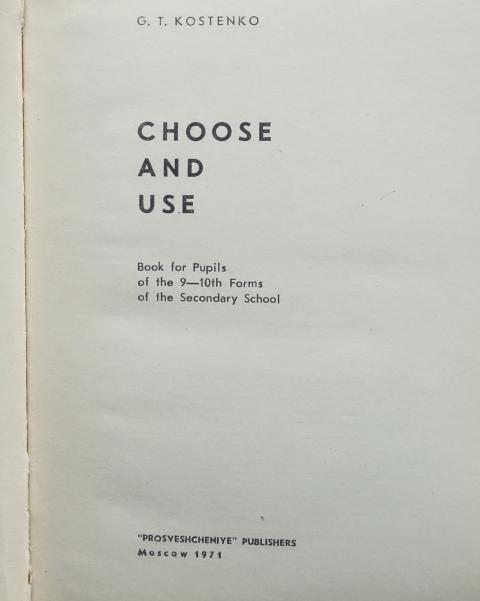 G. T. KOSTENKO
CHOOSE
AND
USE
Book for Pupils
of the 9—10th Forms
of the Secondary School
"PROSVESHCHENIYE" PUBLISHERS
Moscow 1971